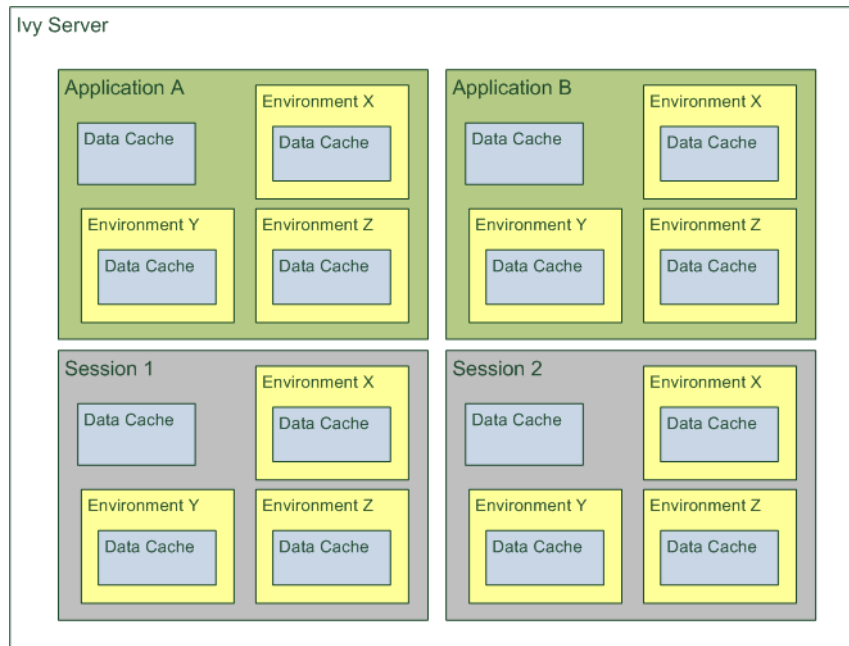 Ivy Server
Application A
Environment X
Data Cache
Data Cache
Environment Y
Data Cache
Environment Z
Data Cache
Application B
Environment X
Data Cache
Data Cache
Environment Y
Data Cache
Environment Z
Data Cache
Session 1
Environment X
Data Cache
Data Cache
Environment Y
Data Cache
Environment Z
Data Cache
Session 2
Environment X
Data Cache
Data Cache
Environment Y
Data Cache
Environment Z
Data Cache